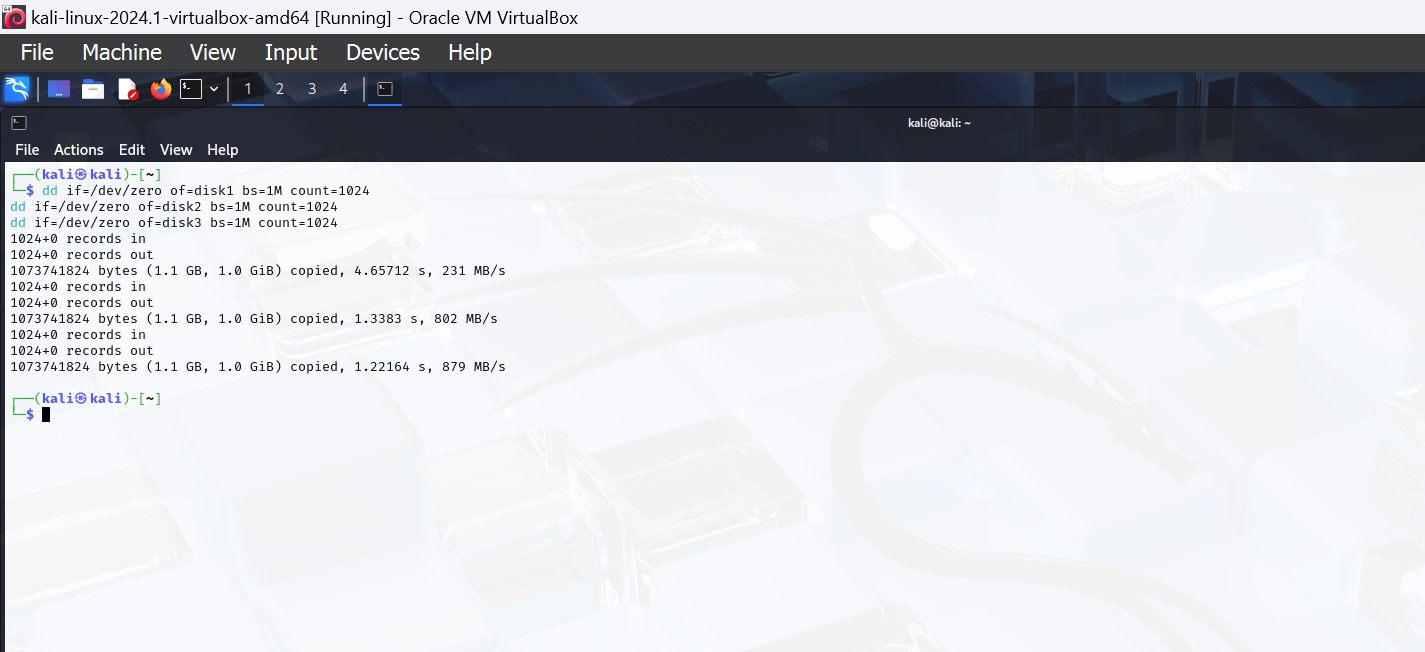 kali-linux-2024.1-virtualbox-amd64 [Running] - Oracle VM VirtualBox
File Machine View Input Devices Help
1 2 3 4
kali@kali: ~
File Actions Edit View Help
┌──(kali㉿kali)-[~]
└─$ dd if=/dev/zero of=disk1 bs=1M count=1024
dd if=/dev/zero of=disk2 bs=1M count=1024
dd if=/dev/zero of=disk3 bs=1M count=1024
1024+0 records in
1024+0 records out
1073741824 bytes (1.1 GB, 1.0 GiB) copied, 4.65712 s, 231 MB/s
1024+0 records in
1024+0 records out
1073741824 bytes (1.1 GB, 1.0 GiB) copied, 1.3383 s, 802 MB/s
1024+0 records in
1024+0 records out
1073741824 bytes (1.1 GB, 1.0 GiB) copied, 1.22164 s, 879 MB/s
┌──(kali㉿kali)-[~]
└─$
Home